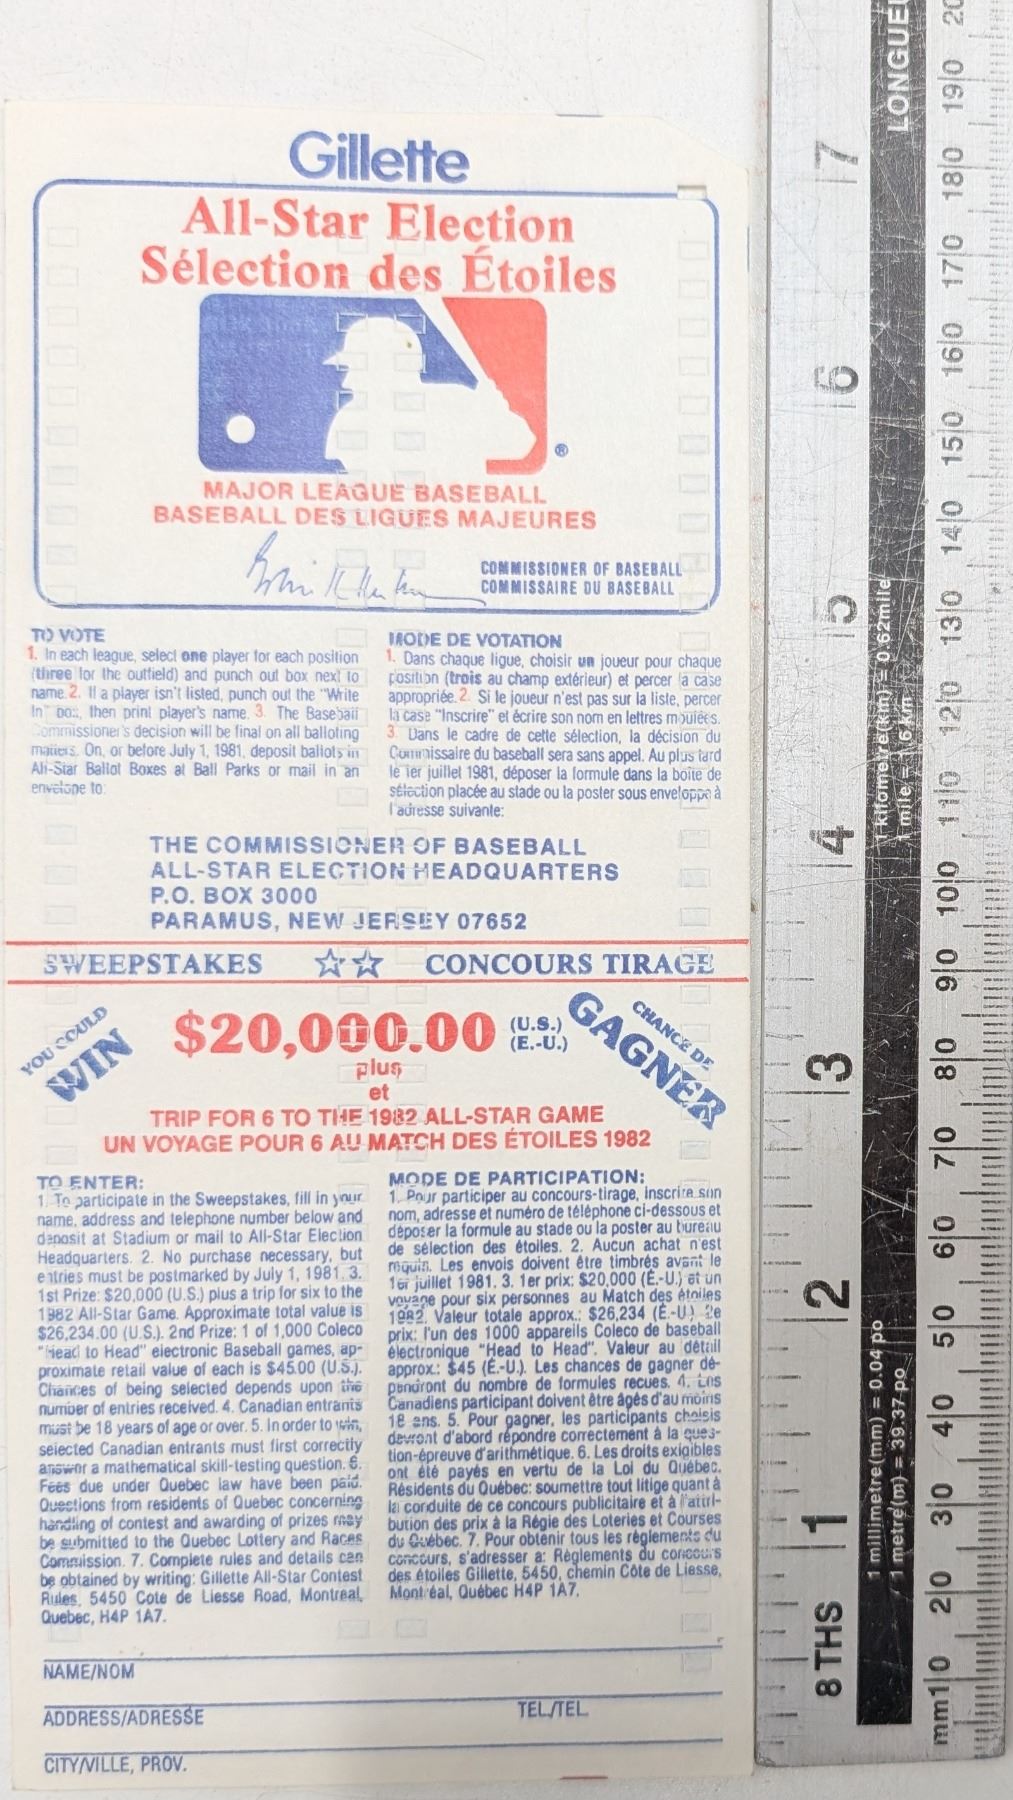 Gillette
All-Star Election
Sélection des Étoiles
®
MAJOR LEAGUE BASEBALL
BASEBALL DES LIGUES MAJEURES
COMMISSIONER OF BASEBALL
COMMISSAIRE DU BASEBALL
TO VOTE
1. In each league, select one player for each position
(three for the outfield) and punch out box next to
name. 2. If a player isn't listed, punch out the "Write
In" box, then print player's name. 3. The Baseball
Commissioner's decision will be final on all balloting
matters. On, or before July 1, 1981, deposit ballots in
All-Star Ballot Boxes at Ball Parks or mail in an
envelope to:
MODE DE VOTATION
1. Dans chaque ligue, choisir un joueur pour chaque
position (trois au champ extérieur) et percer la case
appropriée. 2. Si le joueur n'est pas sur la liste, percer
la case "Inscrire" et écrire son nom en lettres moulées.
3. Dans le cadre de cette sélection, la décision du
Commissaire du baseball sera sans appel. Au plus tard
le 1er juillet 1981, déposer la formule dans la boîte de
sélection placée au stade ou la poster sous enveloppe à
l'adresse suivante:
THE COMMISSIONER OF BASEBALL
ALL-STAR ELECTION HEADQUARTERS
P.O. BOX 3000
PARAMUS, NEW JERSEY 07652
SWEEPSTAKES ☆☆ CONCOURS TIRAGE
YOU COULD
WIN
$20,000.00 (U.S.)
(E.-U.)
CHANCE DE
GAGNER
plus
et
TRIP FOR 6 TO THE 1982 ALL-STAR GAME
UN VOYAGE POUR 6 AU MATCH DES ÉTOILES 1982
TO ENTER:
1. To participate in the Sweepstakes, fill in your
name, address and telephone number below and
deposit at Stadium or mail to All-Star Election
Headquarters. 2. No purchase necessary, but
entries must be postmarked by July 1, 1981. 3.
1st Prize: $20,000 (U.S.) plus a trip for six to the
1982 All-Star Game. Approximate total value is
$26,234.00 (U.S.). 2nd Prize: 1 of 1,000 Coleco
"Head to Head" electronic Baseball games, ap-
proximate retail value of each is $45.00 (U.S.).
Chances of being selected depends upon the
number of entries received. 4. Canadian entrants
must be 18 years of age or over. 5. In order to win,
selected Canadian entrants must first correctly
answer a mathematical skill-testing question. 6.
Fees due under Quebec law have been paid.
Questions from residents of Quebec concerning
handling of contest and awarding of prizes may
be submitted to the Quebec Lottery and Races
Commission. 7. Complete rules and details can
be obtained by writing: Gillette All-Star Contest
Rules, 5450 Cote de Liesse Road, Montreal,
Quebec, H4P 1A7.
MODE DE PARTICIPATION:
1. Pour participer au concours-tirage, inscrire son
nom, adresse et numéro de téléphone ci-dessous et
déposer la formule au stade ou la poster au bureau
de sélection des étoiles. 2. Aucun achat n'est
requis. Les envois doivent être timbrés avant le
1er juillet 1981. 3. 1er prix: $20,000 (É.-U.) et un
voyage pour six personnes au Match des étoiles
1982. Valeur totale approx.: $26,234 (É.-U.) 2e
prix: l'un des 1000 appareils Coleco de baseball
électronique "Head to Head". Valeur au détail
approx.: $45 (É.-U.). Les chances de gagner dé-
pendront du nombre de formules recues. 4. Les
Canadiens participant doivent être âgés d'au moins
18 ans. 5. Pour gagner, les participants choisis
devront d'abord répondre correctement à la ques-
tion-épreuve d'arithmétique. 6. Les droits exigibles
ont été payés en vertu de la Loi du Québec.
Résidents du Québec: soumettre tout litige quant à
la conduite de ce concours publicitaire et à l'attri-
bution des prix à la Régie des Loteries et Courses
du Québec. 7. Pour obtenir tous les règlements du
concours, s'adresser a: Règlements du concours
des étoiles Gillette, 5450, chemin Côte de Liesse,
Montréal, Québec H4P 1A7.
NAME/NOM
ADDRESS/ADRESSE TEL/TEL
CITY/VILLE, PROV.
8 THS 1 2 3 4 5 6 7
1 millimetre(mm) = 0.04 po 1 kilometre(km) = 0.62mile
1 metre(m) = 39.37 po 1 mile = 1.6 km
LONGUEU
mm10 20 30 40 50 60 70 80 90 100 110 120 130 140 150 160 170 180 190 20